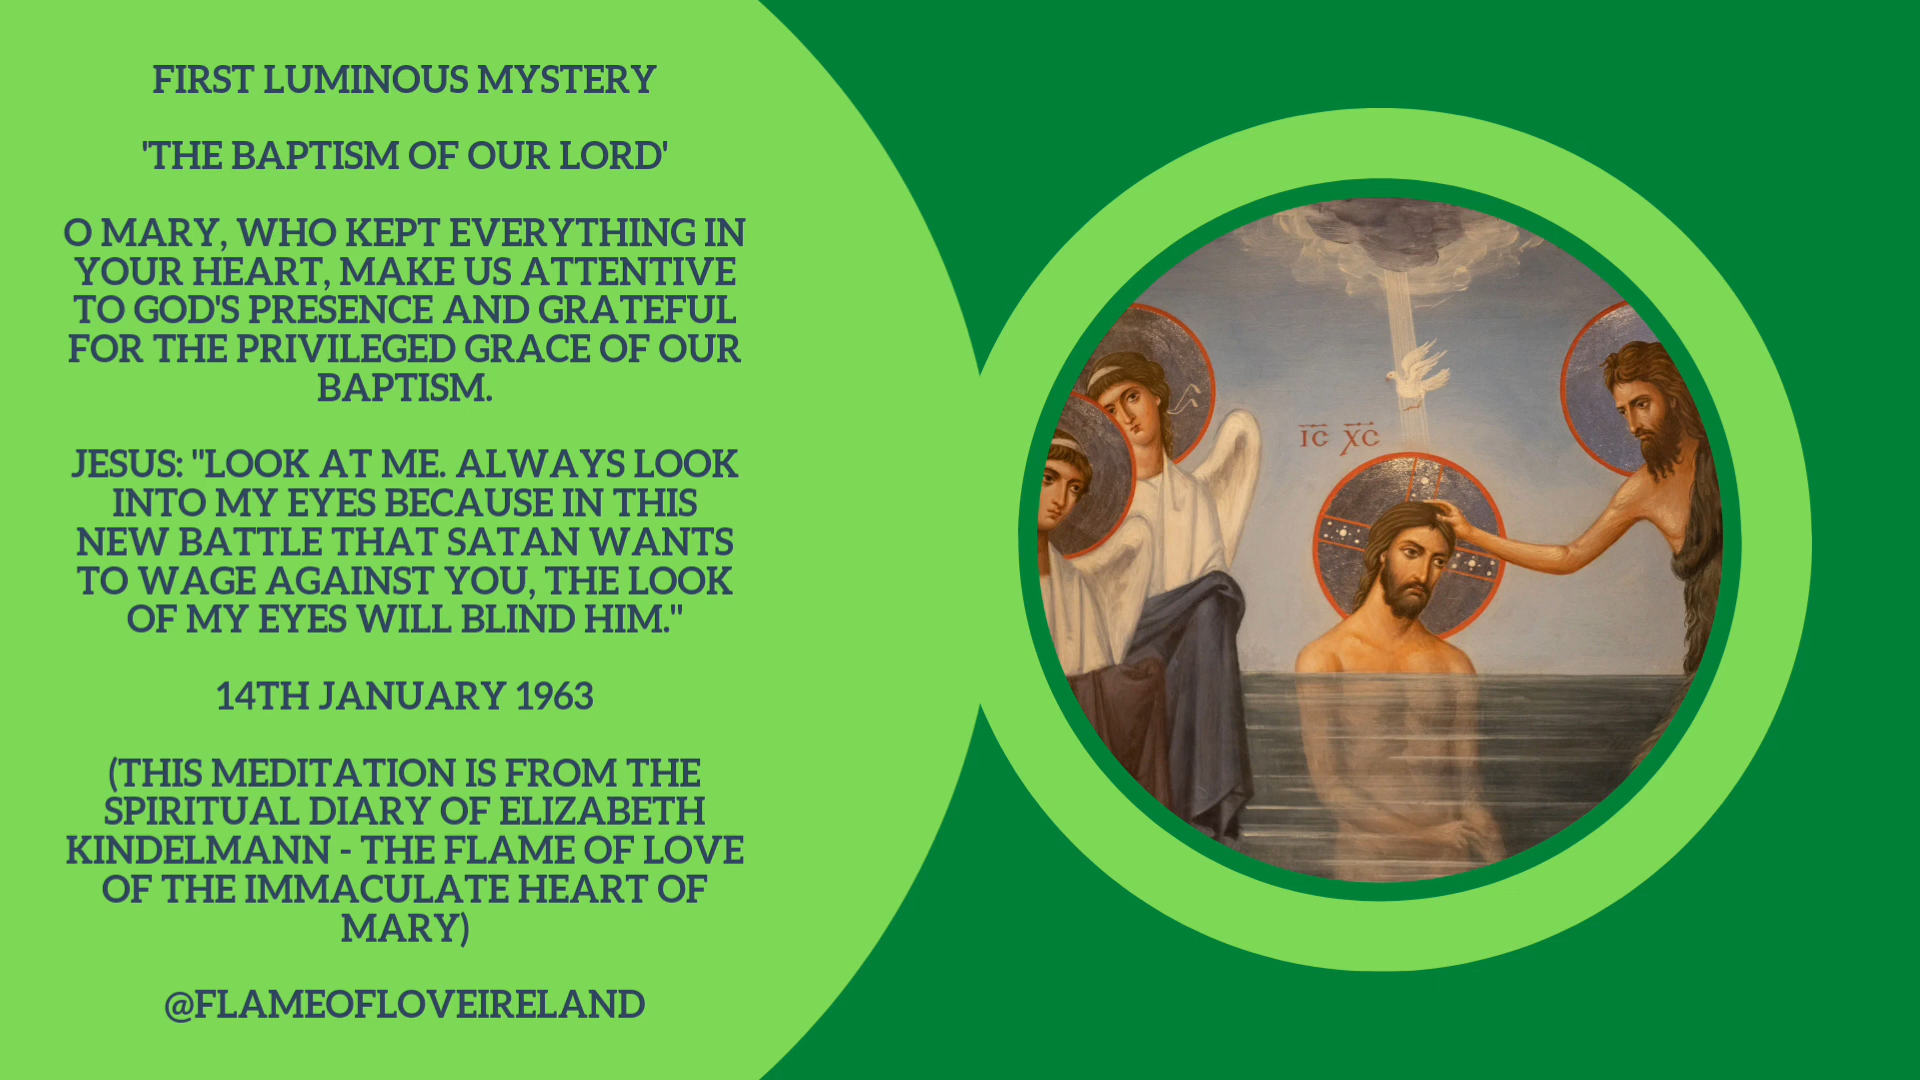 FIRST LUMINOUS MYSTERY
'THE BAPTISM OF OUR LORD'
O MARY, WHO KEPT EVERYTHING IN
YOUR HEART, MAKE US ATTENTIVE
TO GOD'S PRESENCE AND GRATEFUL
FOR THE PRIVILEGED GRACE OF OUR
BAPTISM.
JESUS: "LOOK AT ME. ALWAYS LOOK
INTO MY EYES BECAUSE IN THIS
NEW BATTLE THAT SATAN WANTS
TO WAGE AGAINST YOU, THE LOOK
OF MY EYES WILL BLIND HIM."
14TH JANUARY 1963
(THIS MEDITATION IS FROM THE
SPIRITUAL DIARY OF ELIZABETH
KINDELMANN - THE FLAME OF LOVE
OF THE IMMACULATE HEART OF
MARY)
@FLAMEOFLOVEIRELAND
IC XC